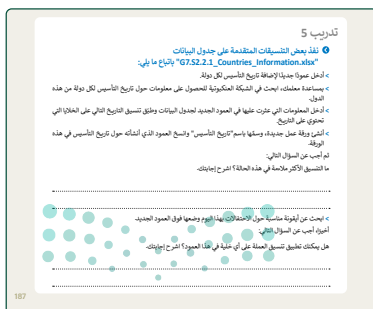 تدريب 5
نفذ بعض التنسيقات المتقدمة على جدول البيانات
"G7.S2.2.1_Countries_Information.xlsx" باتباع ما يلي:
> أدخل عمودًا جديدًا لإضافة تاريخ التأسيس لكل دولة.
> بمساعدة معلمك، ابحث في الشبكة العنكبوتية للحصول على معلومات حول تاريخ التأسيس لكل دولة من هذه
الدول.
> أدخل المعلومات التي عثرت عليها في العمود الجديد لجدول البيانات وطبق تنسيق التاريخ التالي على الخلايا التي
تحتوي على التاريخ.
> أنشئ ورقة عمل جديدة، وسمّها باسم "تاريخ التأسيس" وانسخ العمود الذي أنشأته حول تاريخ التأسيس في هذه
الورقة.
ثم أجب عن السؤال التالي:
ما التنسيق الأكثر ملاءمة في هذه الحالة؟ اشرح إجابتك.
> ابحث عن أيقونة مناسبة حول الاحتفالات بهذا اليوم وضعها فوق العمود الجديد.
أخيرًا، أجب عن السؤال التالي:
هل يمكنك تطبيق تنسيق العملة على أي خلية في هذا العمود؟ اشرح إجابتك.
187